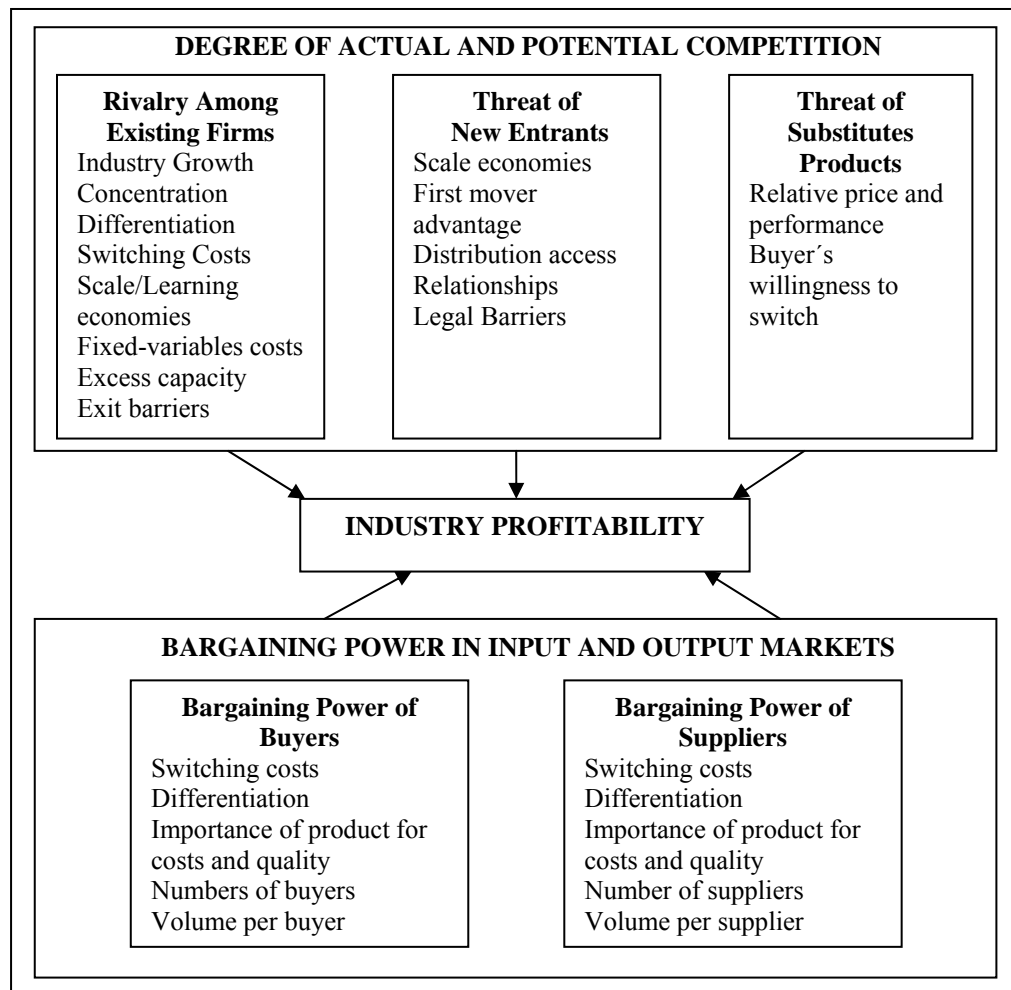 DEGREE OF ACTUAL AND POTENTIAL COMPETITION
Rivalry Among
Existing Firms
Industry Growth
Concentration
Differentiation
Switching Costs
Scale/Learning
economies
Fixed-variables costs
Excess capacity
Exit barriers
Threat of
New Entrants
Scale economies
First mover
advantage
Distribution access
Relationships
Legal Barriers
Threat of
Substitutes
Products
Relative price and
performance
Buyer´s
willingness to
switch
INDUSTRY PROFITABILITY
BARGAINING POWER IN INPUT AND OUTPUT MARKETS
Bargaining Power of
Buyers
Switching costs
Differentiation
Importance of product for
costs and quality
Numbers of buyers
Volume per buyer
Bargaining Power of
Suppliers
Switching costs
Differentiation
Importance of product for
costs and quality
Number of suppliers
Volume per supplier